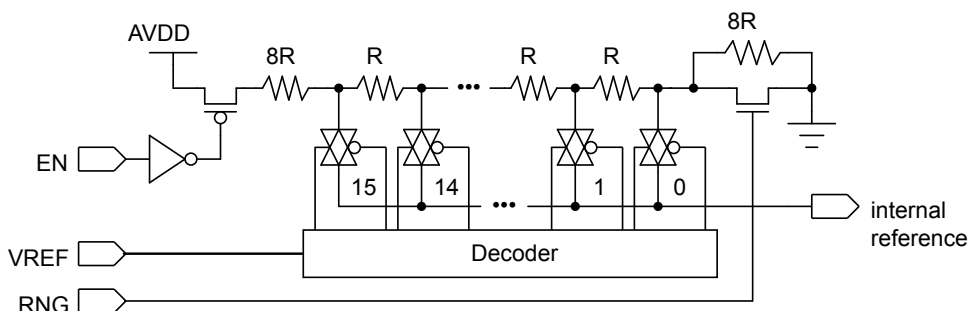 8R
AVDD
8R
R
•••
R
R
EN
15
14
1
0
•••
internal
reference
VREF
Decoder
RNG